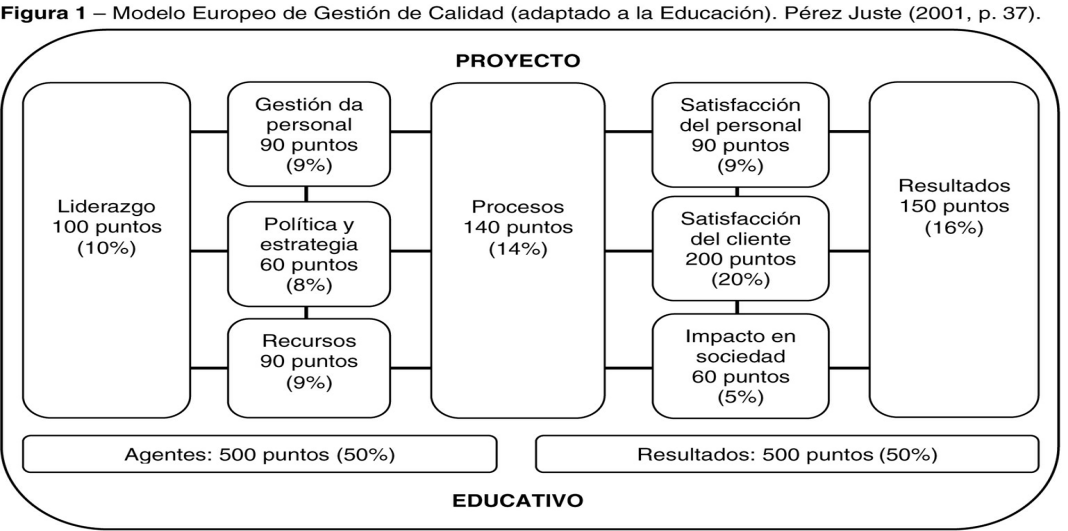 Figura 1 – Modelo Europeo de Gestión de Calidad (adaptado a la Educación). Pérez Juste (2001, p. 37).
PROYECTO
Liderazgo
100 puntos
(10%)
Gestión da
personal
90 puntos
(9%)
Política y
estrategia
60 puntos
(8%)
Recursos
90 puntos
(9%)
Procesos
140 puntos
(14%)
Satisfacción
del personal
90 puntos
(9%)
Satisfacción
del cliente
200 puntos
(20%)
Impacto en
sociedad
60 puntos
(5%)
Resultados
150 puntos
(16%)
Agentes: 500 puntos (50%)
Resultados: 500 puntos (50%)
EDUCATIVO